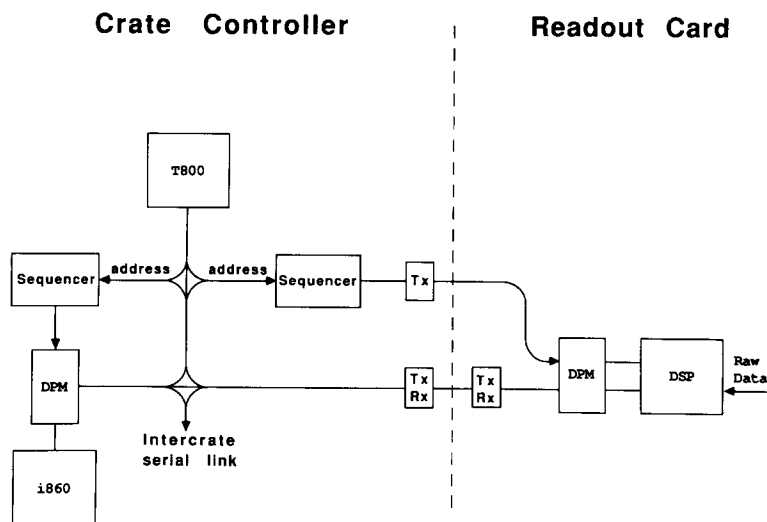 Crate Controller
Readout Card
T800
address
address
Sequencer
Sequencer
Tx
DPM
Tx
Rx
Tx
Rx
DPM
DSP
Raw
Data
Intercrate
serial link
i860